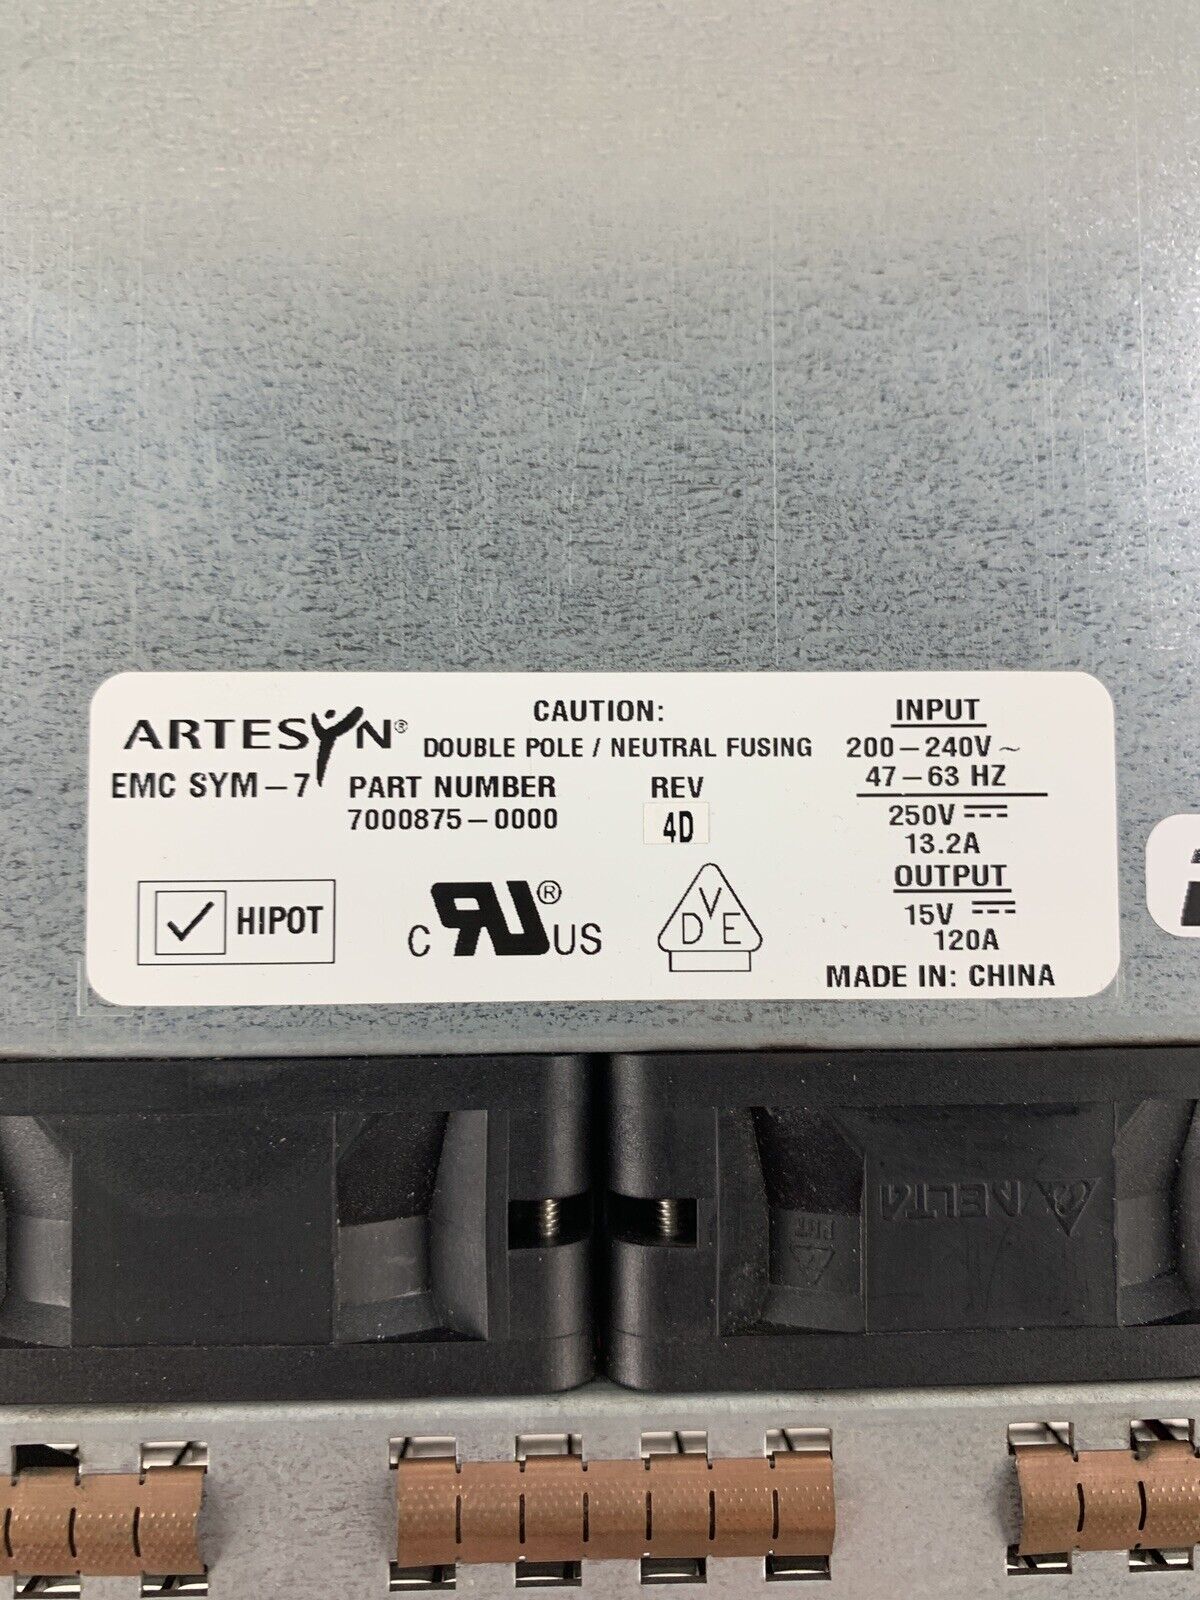 ARTESYN®
EMC SYM-7
CAUTION:
DOUBLE POLE / NEUTRAL FUSING
PART NUMBER
7000875-0000
REV
4D
INPUT
200-240V~
47-63 HZ
250V ⎓
13.2A
OUTPUT
15V ⎓
120A
MADE IN: CHINA
HIPOT
C RU® US
DVE
DELTA